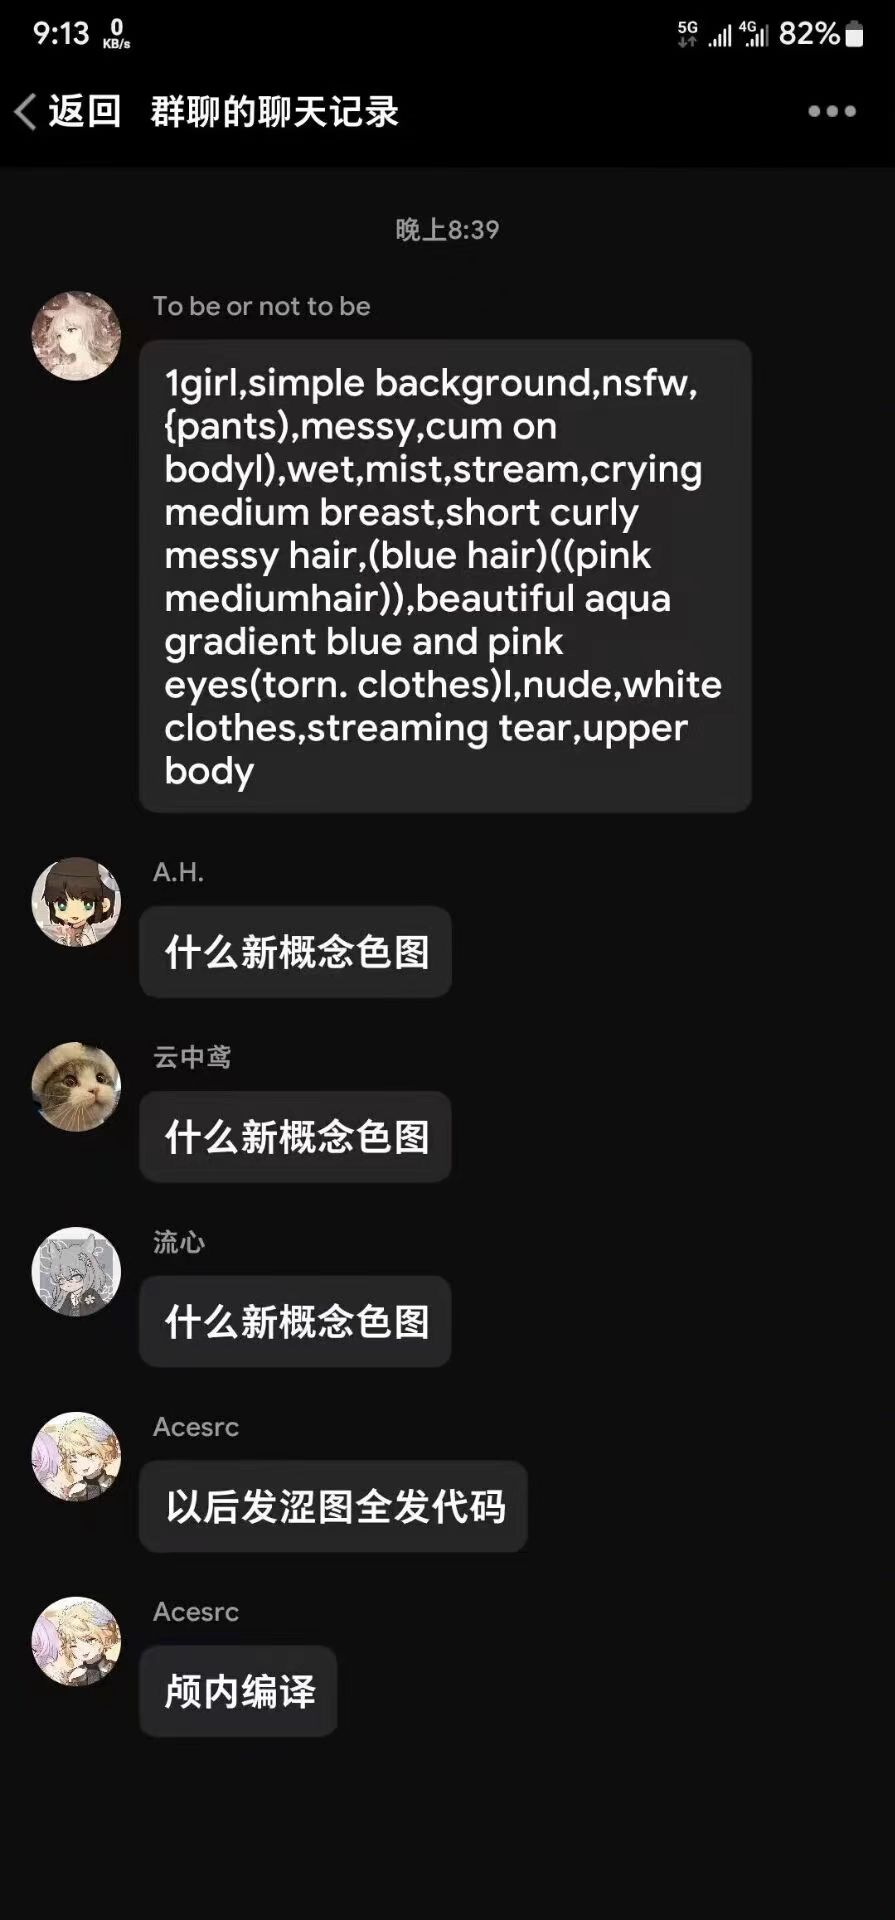 9:13 0 KB/s 5G 4G 82%
返回 群聊的聊天记录
晚上8:39
To be or not to be
1girl,simple background,nsfw,
{pants),messy,cum on
bodyl),wet,mist,stream,crying
medium breast,short curly
messy hair,(blue hair)((pink
mediumhair)),beautiful aqua
gradient blue and pink
eyes(torn. clothes)l,nude,white
clothes,streaming tear,upper
body
A.H.
什么新概念色图
云中鸢
什么新概念色图
流心
什么新概念色图
Acesrc
以后发涩图全发代码
Acesrc
颅内编译